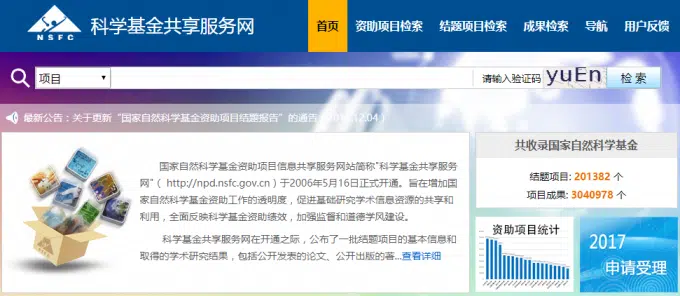 NSFC
科学基金共享服务网
首页 资助项目检索 结题项目检索 成果检索 导航 用户反馈
项目 请输入验证码 yuEn 检 索
最新公告：关于更新“国家自然科学基金资助项目结题报告”的通告
12.04）
国家自然科学基金资助项目信息共享服务网站简称"科学基金共享服务
网"（ http://npd.nsfc.gov.cn）于2006年5月16日正式开通。旨在增加国
家自然科学基金资助工作的透明度，促进基础研究学术信息资源的共享和
利用，全面反映科学基金资助绩效，加强监督和道德学风建设。
科学基金共享服务网在开通之际，公布了一批结题项目的基本信息和
取得的学术研究结果，包括公开发表的论文、公开出版的著...查看详细
共收录国家自然科学基金
结题项目: 201382 个
项目成果: 3040978 个
资助项目统计
2017
申请受理